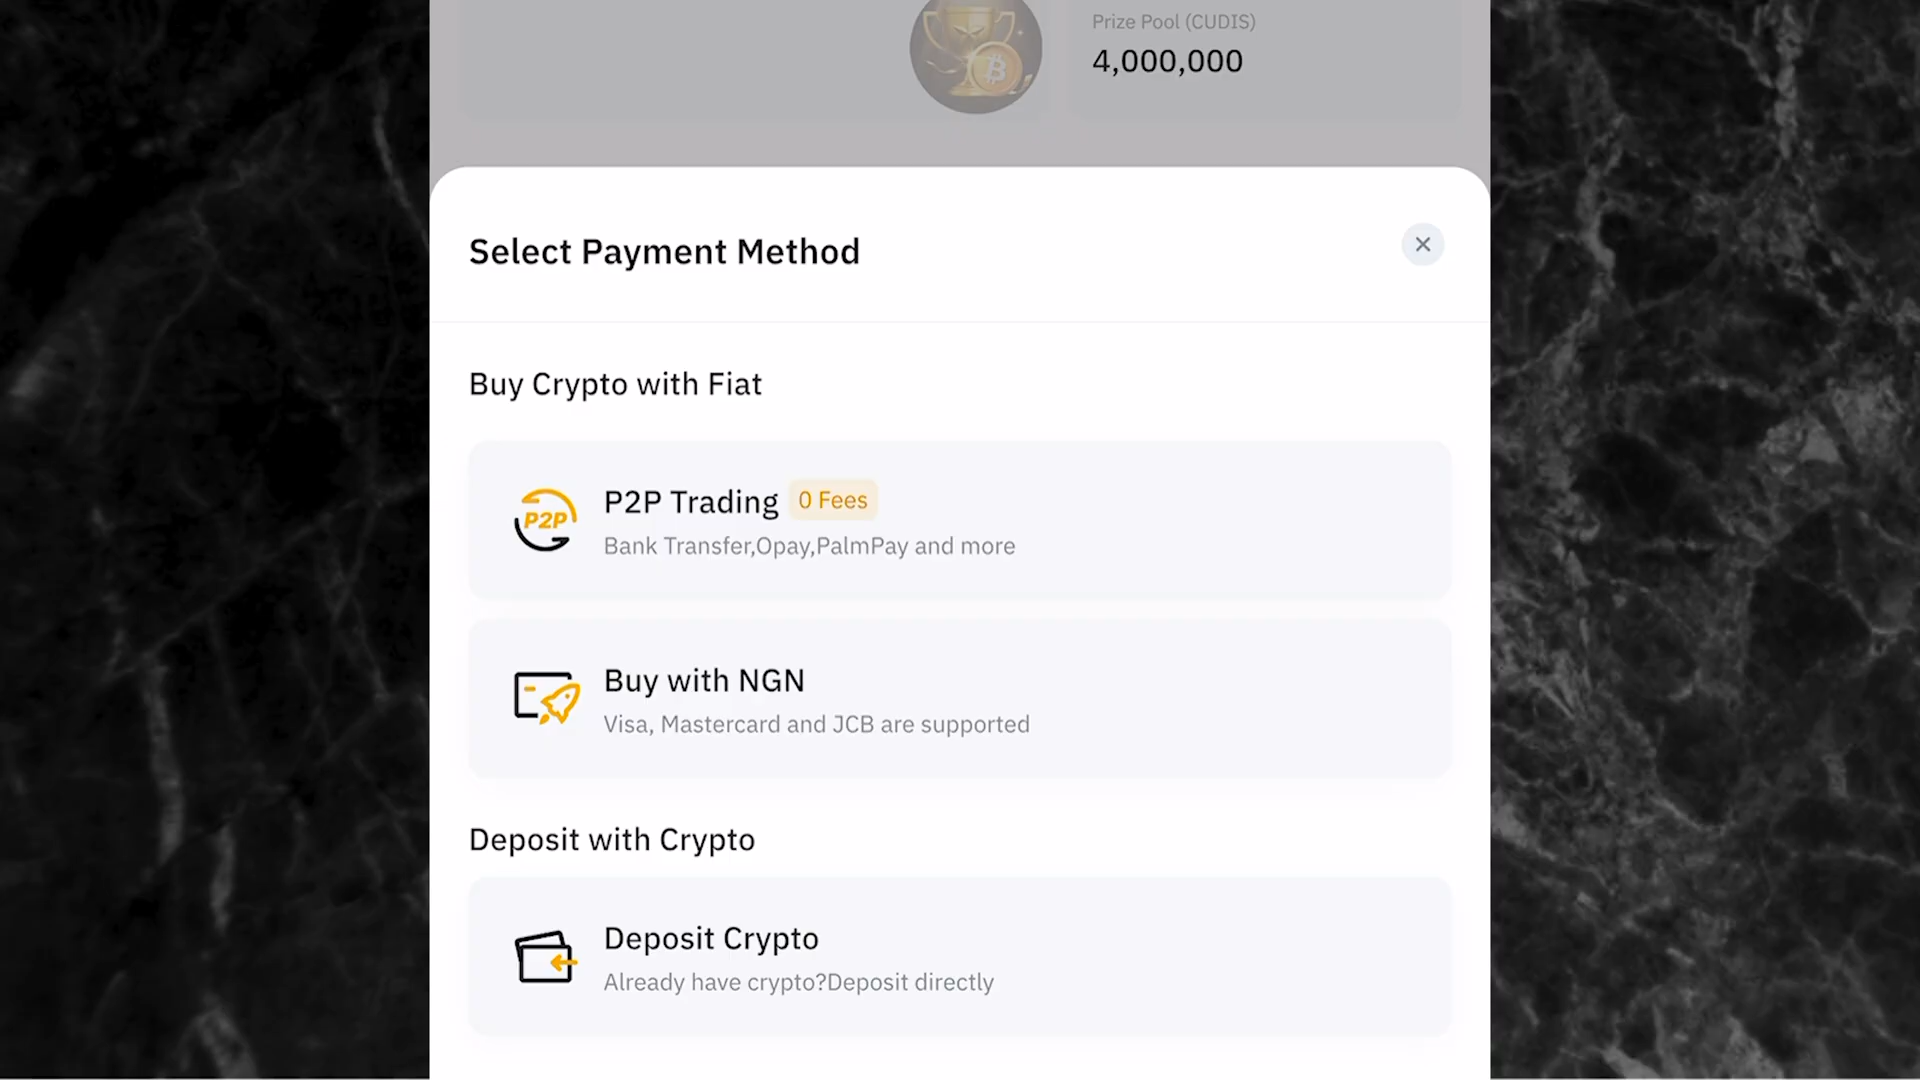 Prize Pool (CUDIS)
4,000,000
Select Payment Method
Buy Crypto with Fiat
P2P
P2P Trading 0 Fees
Bank Transfer,Opay,PalmPay and more
Buy with NGN
Visa, Mastercard and JCB are supported
Deposit with Crypto
Deposit Crypto
Already have crypto?Deposit directly